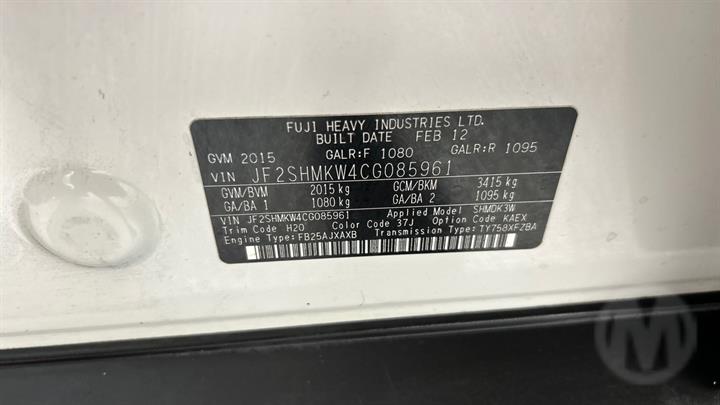 FUJI HEAVY INDUSTRIES LTD.
BUILT DATE FEB 12
GVM 2015 GALR:F 1080 GALR:R 1095
VIN JF2SHMKW4CG085961
GVM/BVM 2015 kg GCM/BKM 3415 kg
GA/BA 1 1080 kg GA/BA 2 1095 kg
VIN JF2SHMKW4CG085961 Applied Model SHMDK3W
Trim Code H20 Color Code 37J Option Code KAEX
Engine Type: FB25AJXAXB Transmission: TY758XFZBA
M